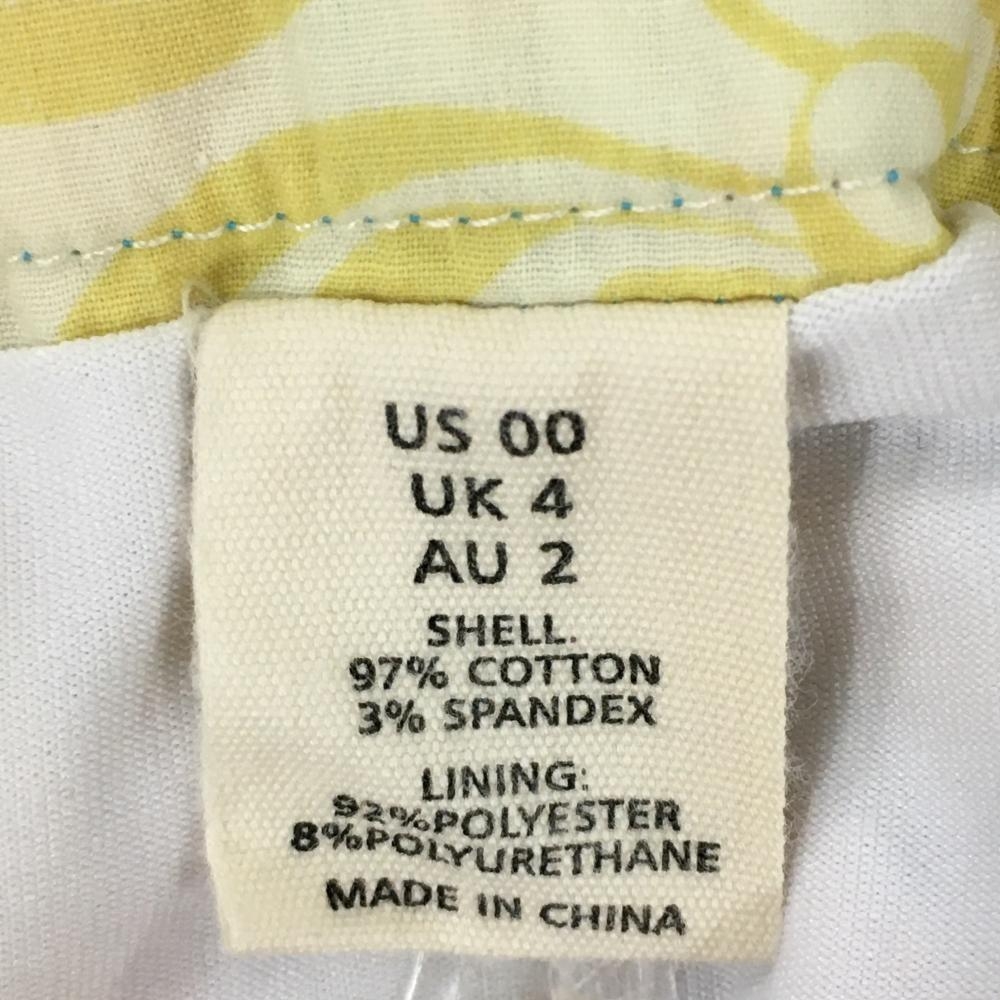 US 00
UK 4
AU 2
SHELL.
97% COTTON
3% SPANDEX
LINING:
92%POLYESTER
8%POLYURETHANE
MADE IN CHINA